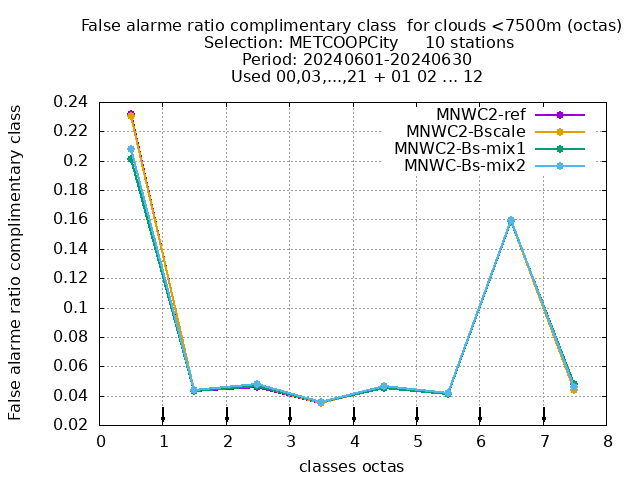 False alarme ratio complimentary class  for clouds <7500m (octas)
Selection: METCOOPCity     10 stations
Period: 20240601-20240630
Used 00,03,...,21 + 01 02 ... 12
MNWC2-ref
MNWC2-Bscale
MNWC2-Bs-mix1
MNWC-Bs-mix2
False alarme ratio complimentary class
0.24
0.22
0.2
0.18
0.16
0.14
0.12
0.1
0.08
0.06
0.04
0.02
0 1 2 3 4 5 6 7 8
classes octas